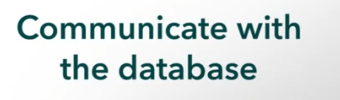 Communicate with
the database